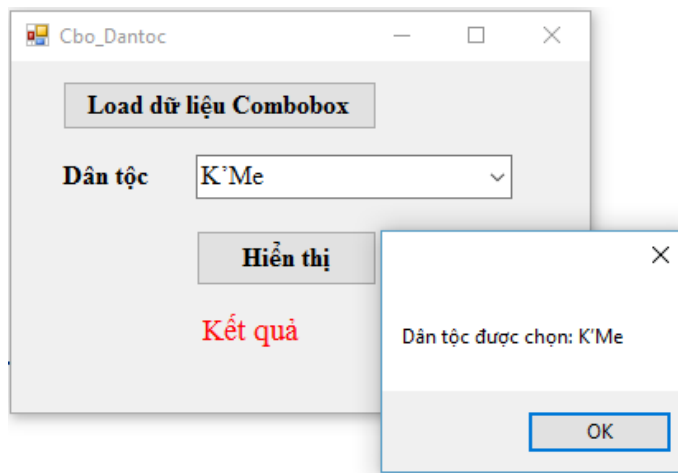 Cbo_Dantoc
Load dữ liệu Combobox
Dân tộc
K’Me
Hiển thị
Kết quả
Dân tộc được chọn: K’Me
OK